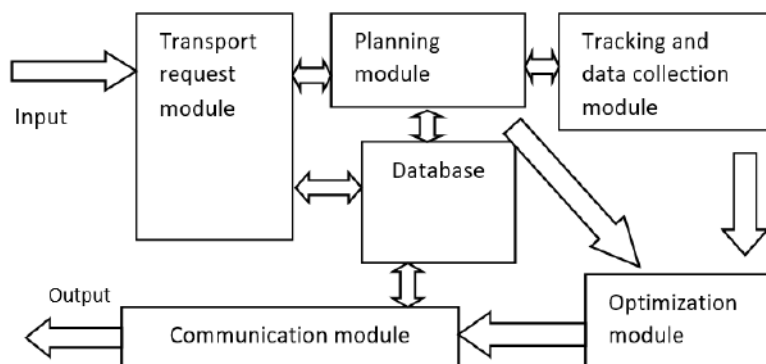 Transport
request
module
Planning
module
Tracking and
data collection
module
Input
Database
Output
Communication module
Optimization
module